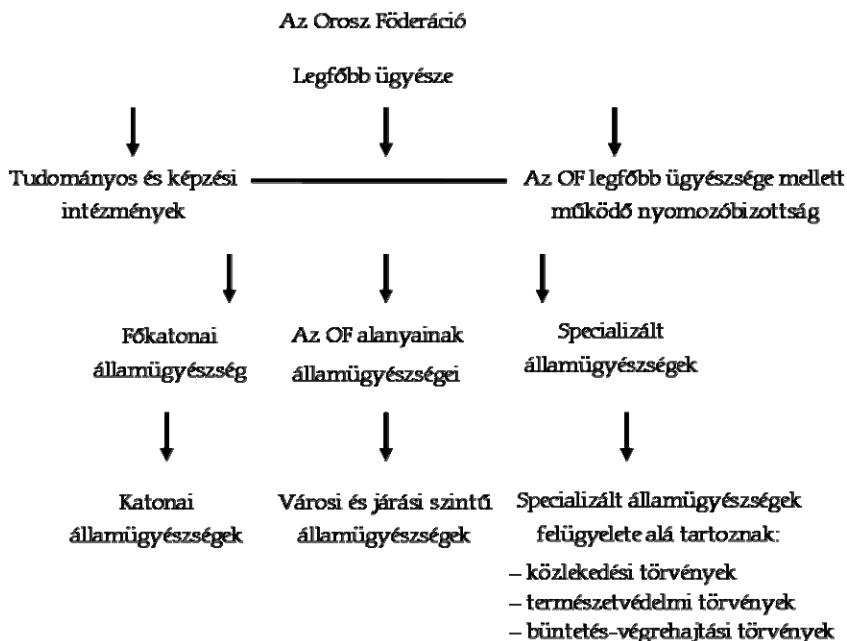 Az Orosz Föderáció
Legfőbb ügyésze
Tudományos és képzési
intézmények
Az OF legfőbb ügyészsége mellett
működő nyomozóbizottság
Főkatonai
államügyészség
Az OF alanyainak
államügyészségei
Specializált
államügyészségek
Katonai
államügyészségek
Városi és járási szintű
államügyészségek
Specializált államügyészségek
felügyelete alá tartoznak:
– közlekedési törvények
– természetvédelmi törvények
– büntetés-végrehajtási törvények